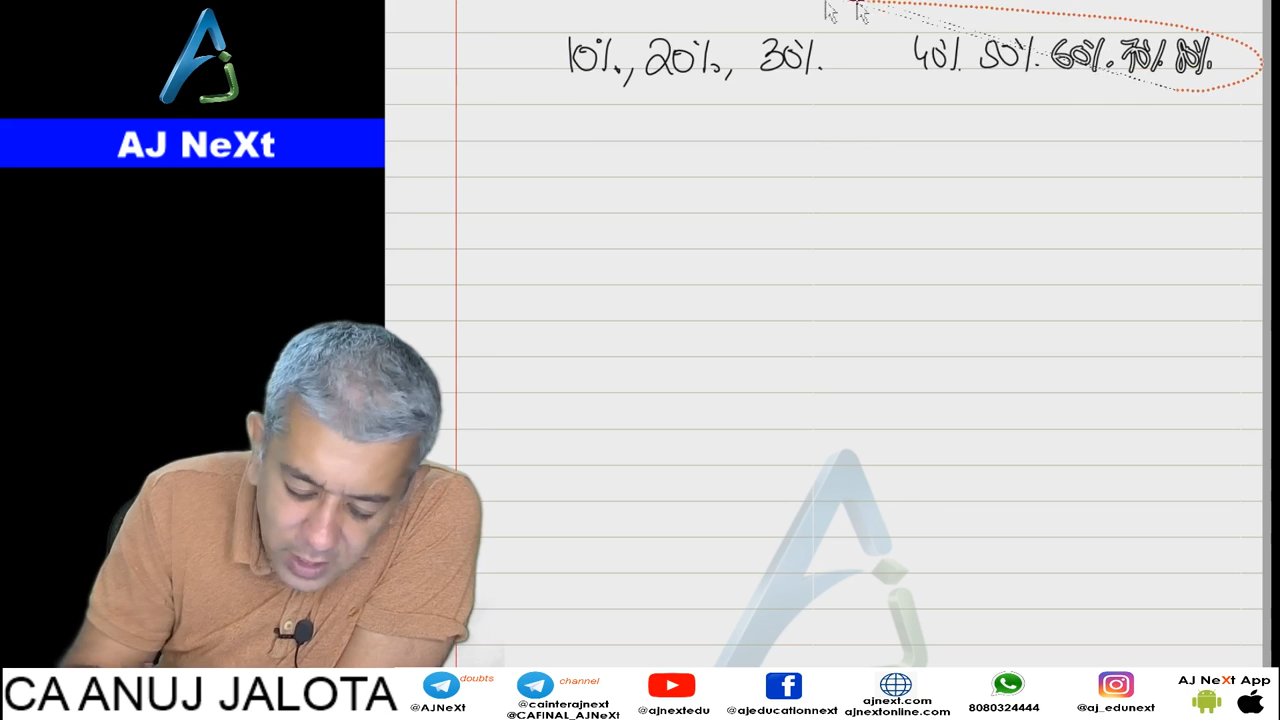 10%, 20%, 30%. 40%. 50%. 60%. 70%. 80%.
AJ NeXt
CA ANUJ JALOTA
doubts
@AJNeXt
channel
@cainterajnext
@CAFINAL_AJNeXt
@ajnextedu
@ajeducationnext
ajnext.com
ajnextonline.com
8080324444
@aj_edunext
AJ NeXt App